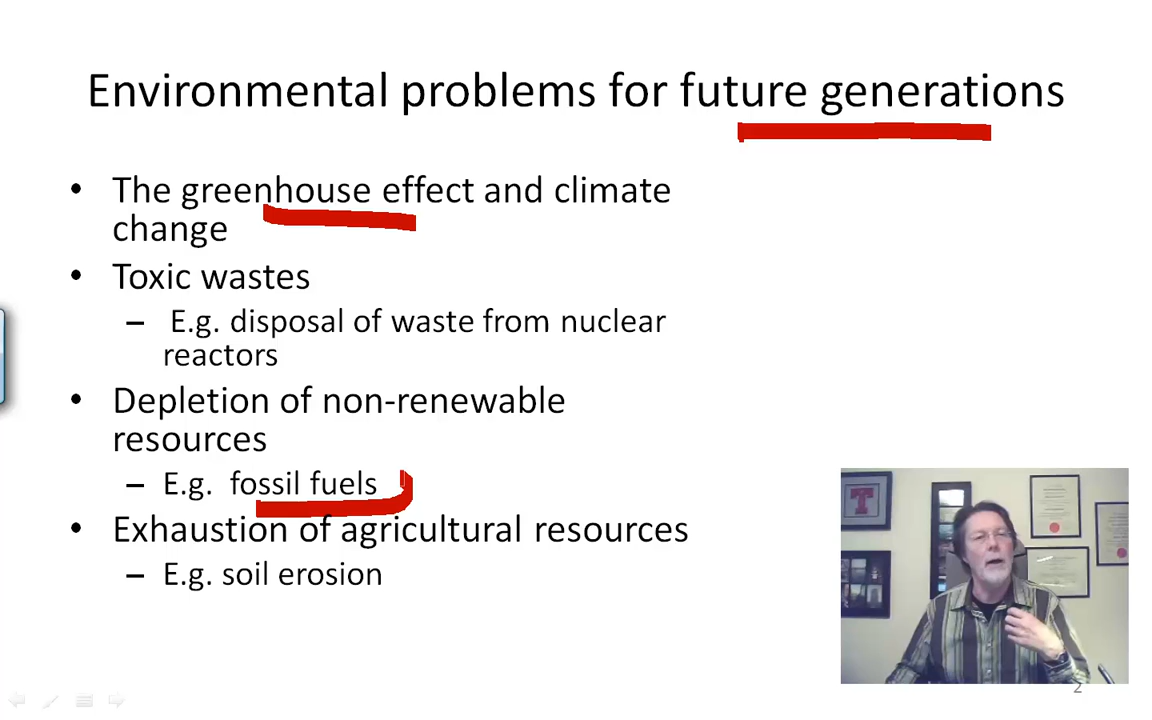 Environmental problems for future generations
• The greenhouse effect and climate
change
• Toxic wastes
– E.g. disposal of waste from nuclear
reactors
• Depletion of non-renewable
resources
– E.g. fossil fuels
• Exhaustion of agricultural resources
– E.g. soil erosion
T
2